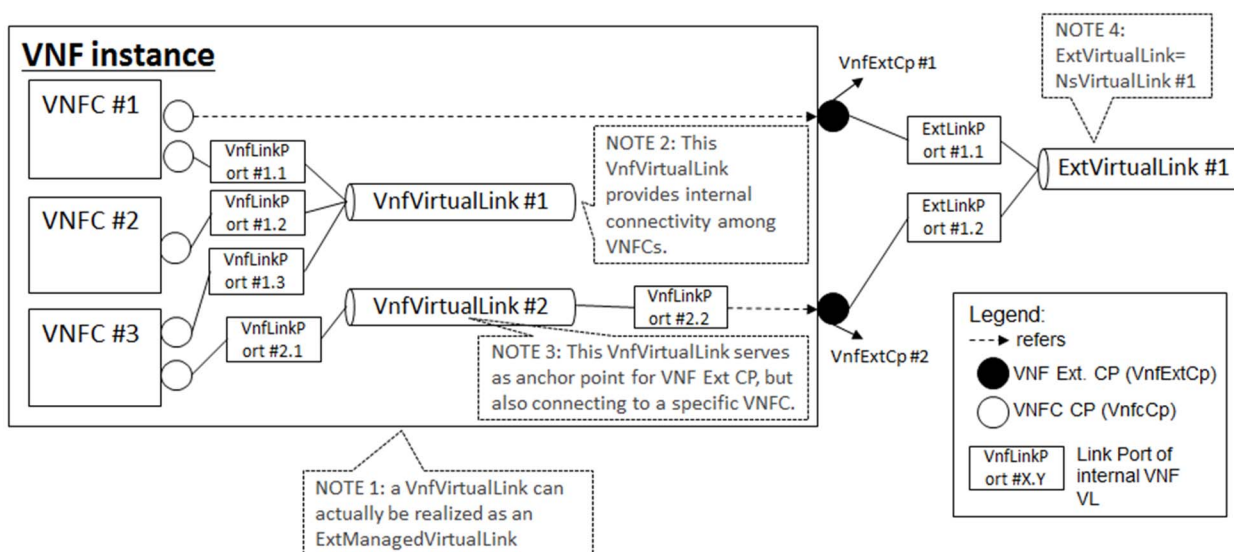 VNF instance
VNFC #1
VnfLinkP
ort #1.1
VNFC #2
VnfLinkP
ort #1.2
VnfLinkP
ort #1.3
VNFC #3
VnfLinkP
ort #2.1
VnfVirtualLink #1
VnfVirtualLink #2
VnfLinkP
ort #2.2
NOTE 2: This
VnfVirtualLink
provides internal
connectivity among
VNFCs.
NOTE 3: This VnfVirtualLink serves
as anchor point for VNF Ext CP, but
also connecting to a specific VNFC.
NOTE 1: a VnfVirtualLink can
actually be realized as an
ExtManagedVirtualLink
VnfExtCp #1
VnfExtCp #2
ExtLinkP
ort #1.1
ExtLinkP
ort #1.2
NOTE 4:
ExtVirtualLink=
NsVirtualLink #1
ExtVirtualLink #1
Legend:
refers
VNF Ext. CP (VnfExtCp)
VNFC CP (VnfcCp)
VnfLinkP
ort #X.Y
Link Port of
internal VNF
VL